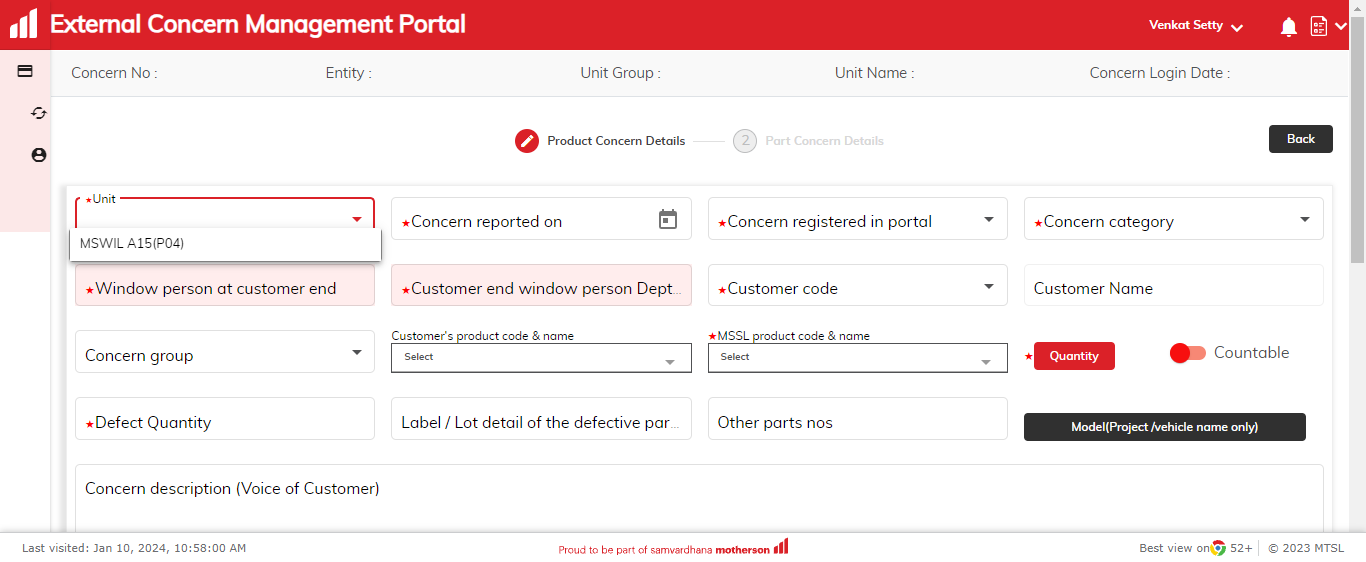 External Concern Management Portal
Venkat Setty
Concern No : Entity : Unit Group : Unit Name : Concern Login Date :
Product Concern Details 2 Part Concern Details Back
*Unit
*Concern reported on *Concern registered in portal *Concern category
MSWIL A15(P04)
*Window person at customer end *Customer end window person Dept... *Customer code Customer Name
Customer's product code & name *MSSL product code & name
Concern group Select Select *Quantity Countable
*Defect Quantity Label / Lot detail of the defective par... Other parts nos Model(Project /vehicle name only)
Concern description (Voice of Customer)
Last visited: Jan 10, 2024, 10:58:00 AM Proud to be part of samvardhana motherson Best view on 52+ © 2023 MTSL